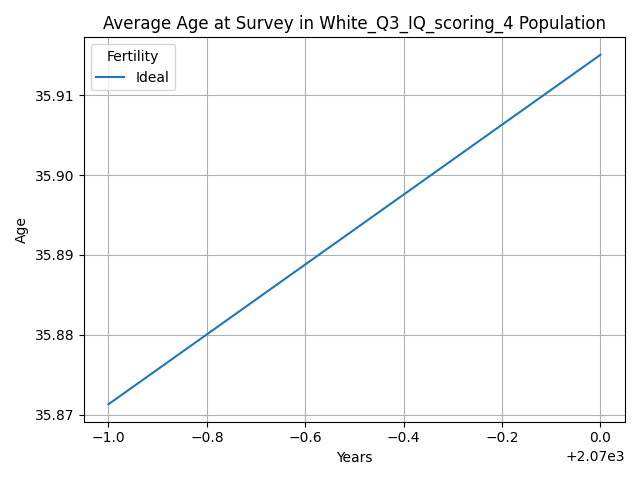 Average Age at Survey in White_Q3_IQ_scoring_4 Population
Fertility
Ideal
35.91
35.90
35.89
35.88
35.87
Age
−1.0 −0.8 −0.6 −0.4 −0.2 0.0
+2.07e3
Years